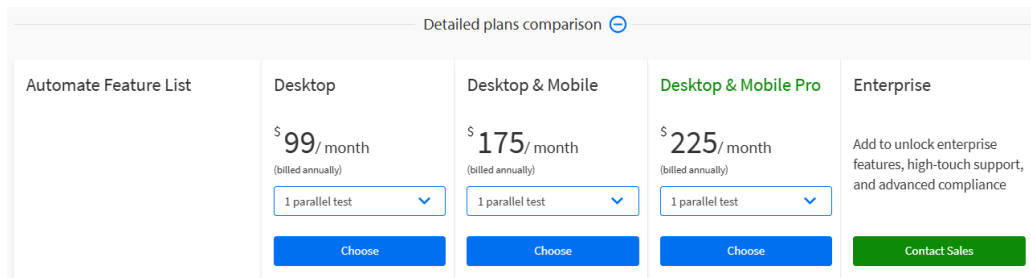 Detailed plans comparison
Automate Feature List
Desktop
$99/ month
(billed annually)
1 parallel test
Choose
Desktop & Mobile
$175/ month
(billed annually)
1 parallel test
Choose
Desktop & Mobile Pro
$225/ month
(billed annually)
1 parallel test
Choose
Enterprise
Add to unlock enterprise
features, high-touch support,
and advanced compliance
Contact Sales